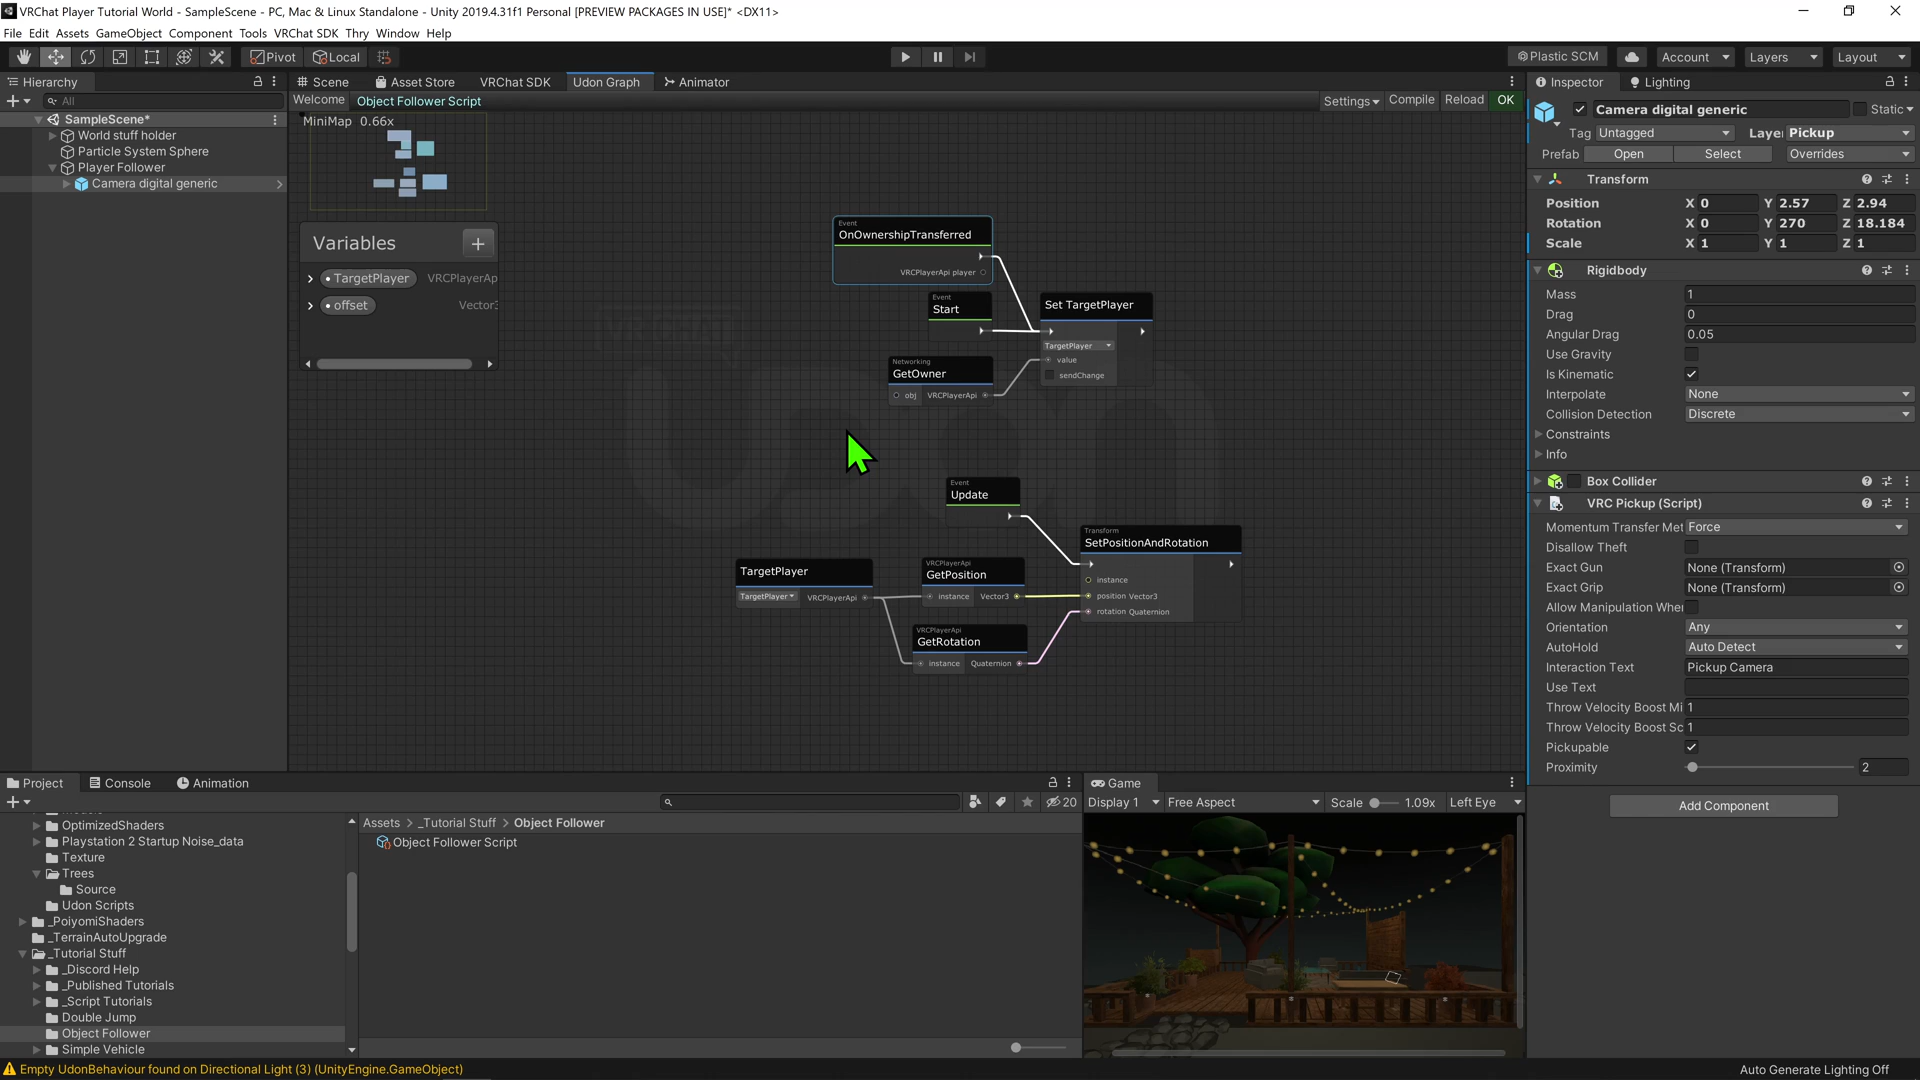 VRChat Player Tutorial World - SampleScene - PC, Mac & Linux Standalone - Unity 2019.4.31f1 Personal [PREVIEW PACKAGES IN USE]* <DX11>
File Edit Assets GameObject Component Tools VRChat SDK Thry Window Help
Pivot Local Plastic SCM Account Layers Layout
Hierarchy Scene Asset Store VRChat SDK Udon Graph Animator Inspector Lighting
All
SampleScene*
World stuff holder
Particle System Sphere
Player Follower
Camera digital generic
Welcome Object Follower Script Settings Compile Reload OK
MiniMap 0.66x
Variables +
TargetPlayer VRCPlayerAp
offset Vector3
Event
OnOwnershipTransferred
VRCPlayerApi player
Event
Start
Set TargetPlayer
TargetPlayer
value
sendChange
Networking
GetOwner
obj VRCPlayerApi
Event
Update
Transform
SetPositionAndRotation
instance
position Vector3
rotation Quaternion
TargetPlayer
TargetPlayer VRCPlayerApi
VRCPlayerApi
GetPosition
instance Vector3
VRCPlayerApi
GetRotation
instance Quaternion
Camera digital generic Static
Tag Untagged Laye Pickup
Prefab Open Select Overrides
Transform
Position X 0 Y 2.57 Z 2.94
Rotation X 0 Y 270 Z 18.184
Scale X 1 Y 1 Z 1
Rigidbody
Mass 1
Drag 0
Angular Drag 0.05
Use Gravity
Is Kinematic
Interpolate None
Collision Detection Discrete
Constraints
Info
Box Collider
VRC Pickup (Script)
Momentum Transfer Met Force
Disallow Theft
Exact Gun None (Transform)
Exact Grip None (Transform)
Allow Manipulation Whe
Orientation Any
AutoHold Auto Detect
Interaction Text Pickup Camera
Use Text
Throw Velocity Boost Mi 1
Throw Velocity Boost Sc 1
Pickupable
Proximity 2
Add Component
Project Console Animation
20
OptimizedShaders
Playstation 2 Startup Noise_data
Texture
Trees
Source
Udon Scripts
_PoiyomiShaders
_TerrainAutoUpgrade
_Tutorial Stuff
_Discord Help
_Published Tutorials
_Script Tutorials
Double Jump
Object Follower
Simple Vehicle
Assets > _Tutorial Stuff > Object Follower
Object Follower Script
Game
Display 1 Free Aspect Scale 1.09x Left Eye
Empty UdonBehaviour found on Directional Light (3) (UnityEngine.GameObject)
Auto Generate Lighting Off